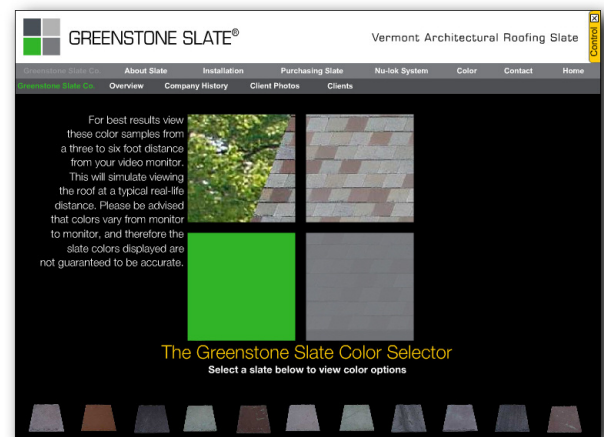 GREENSTONE SLATE®
Vermont Architectural Roofing Slate
Control
Greenstone Slate Co. About Slate Installation Purchasing Slate Nu-lok System Color Contact Home
Greenstone Slate Co. Overview Company History Client Photos Clients
For best results view
these color samples from
a three to six foot distance
from your video monitor.
This will simulate viewing
the roof at a typical real-life
distance. Please be advised
that colors vary from monitor
to monitor, and therefore the
slate colors displayed are
not guaranteed to be accurate.
The Greenstone Slate Color Selector
Select a slate below to view color options